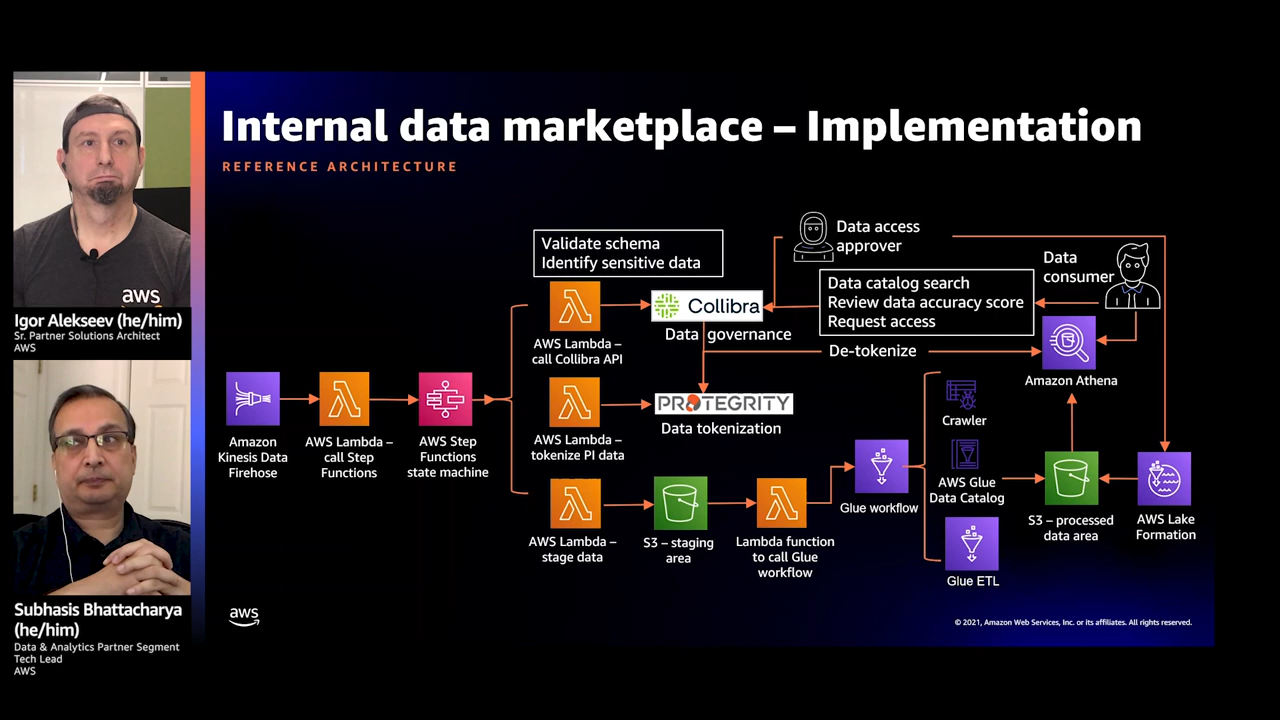 Internal data marketplace – Implementation
REFERENCE ARCHITECTURE
aws
Igor Alekseev (he/him)
Sr. Partner Solutions Architect
AWS
Subhasis Bhattacharya
(he/him)
Data & Analytics Partner Segment
Tech Lead
AWS
Validate schema
Identify sensitive data
Data access
approver
Data
consumer
Data catalog search
Review data accuracy score
Request access
AWS Lambda –
call Collibra API
Collibra
Data governance
De-tokenize
Amazon Athena
Amazon
Kinesis Data
Firehose
AWS Lambda –
call Step
Functions
AWS Step
Functions
state machine
AWS Lambda –
tokenize PI data
PROTEGRITY
Data tokenization
Crawler
AWS Glue
Data Catalog
Glue workflow
Glue ETL
AWS Lambda –
stage data
S3 – staging
area
Lambda function
to call Glue
workflow
S3 – processed
data area
AWS Lake
Formation
aws
© 2021, Amazon Web Services, Inc. or its affiliates. All rights reserved.